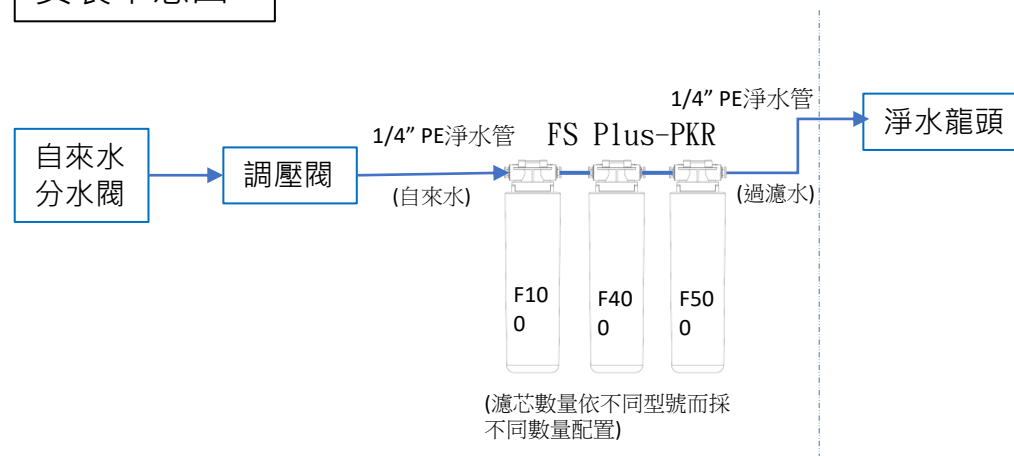 1/4” PE淨水管
淨水龍頭
1/4” PE淨水管
FS Plus-PKR
自來水
分水閥
調壓閥
(自來水)
(過濾水)
F10
0
F40
0
F50
0
(濾芯數量依不同型號而採
不同數量配置)